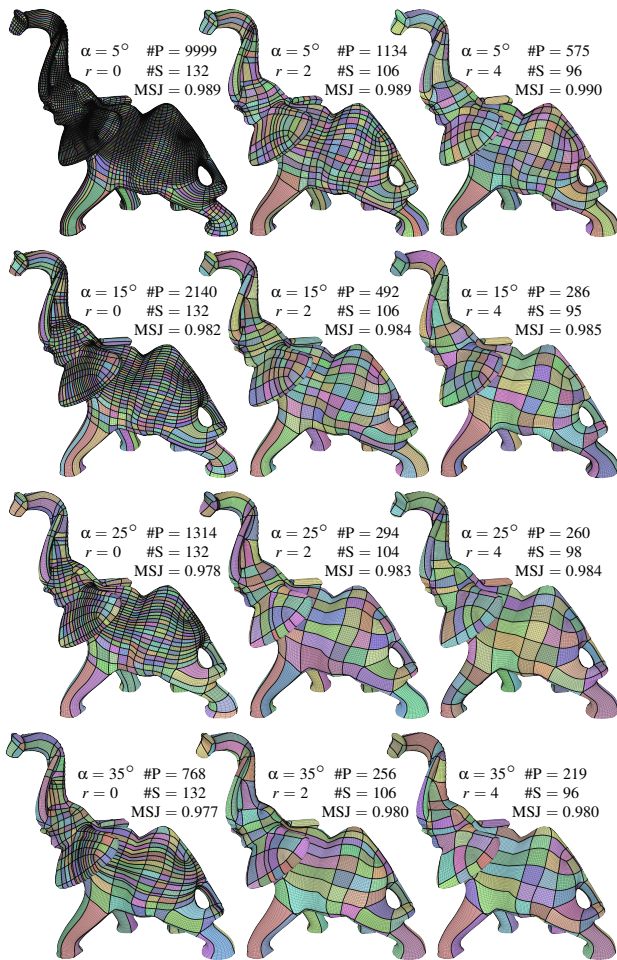 α = 5° #P = 9999
r = 0 #S = 132
MSJ = 0.989
α = 5° #P = 1134
r = 2 #S = 106
MSJ = 0.989
α = 5° #P = 575
r = 4 #S = 96
MSJ = 0.990
α = 15° #P = 2140
r = 0 #S = 132
MSJ = 0.982
α = 15° #P = 492
r = 2 #S = 106
MSJ = 0.984
α = 15° #P = 286
r = 4 #S = 95
MSJ = 0.985
α = 25° #P = 1314
r = 0 #S = 132
MSJ = 0.978
α = 25° #P = 294
r = 2 #S = 104
MSJ = 0.983
α = 25° #P = 260
r = 4 #S = 98
MSJ = 0.984
α = 35° #P = 768
r = 0 #S = 132
MSJ = 0.977
α = 35° #P = 256
r = 2 #S = 106
MSJ = 0.980
α = 35° #P = 219
r = 4 #S = 96
MSJ = 0.980